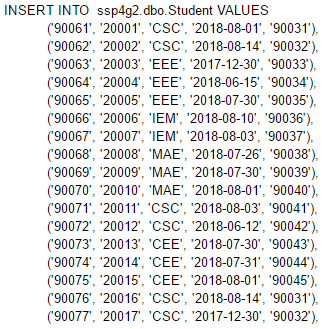 INSERT INTO ssp4g2.dbo.Student VALUES
('90061', '20001', 'CSC', '2018-08-01', '90031'),
('90062', '20002', 'CSC', '2018-08-14', '90032'),
('90063', '20003', 'EEE', '2017-12-30', '90033'),
('90064', '20004', 'EEE', '2018-06-15', '90034'),
('90065', '20005', 'EEE', '2018-07-30', '90035'),
('90066', '20006', 'IEM', '2018-08-10', '90036'),
('90067', '20007', 'IEM', '2018-08-03', '90037'),
('90068', '20008', 'MAE', '2018-07-26', '90038'),
('90069', '20009', 'MAE', '2018-07-30', '90039'),
('90070', '20010', 'MAE', '2018-08-01', '90040'),
('90071', '20011', 'CSC', '2018-08-03', '90041'),
('90072', '20012', 'CSC', '2018-06-12', '90042'),
('90073', '20013', 'CEE', '2018-07-30', '90043'),
('90074', '20014', 'CEE', '2018-07-31', '90044'),
('90075', '20015', 'CEE', '2018-08-01', '90045'),
('90076', '20016', 'CSC', '2018-08-14', '90031'),
('90077', '20017', 'CSC', '2017-12-30', '90032'),